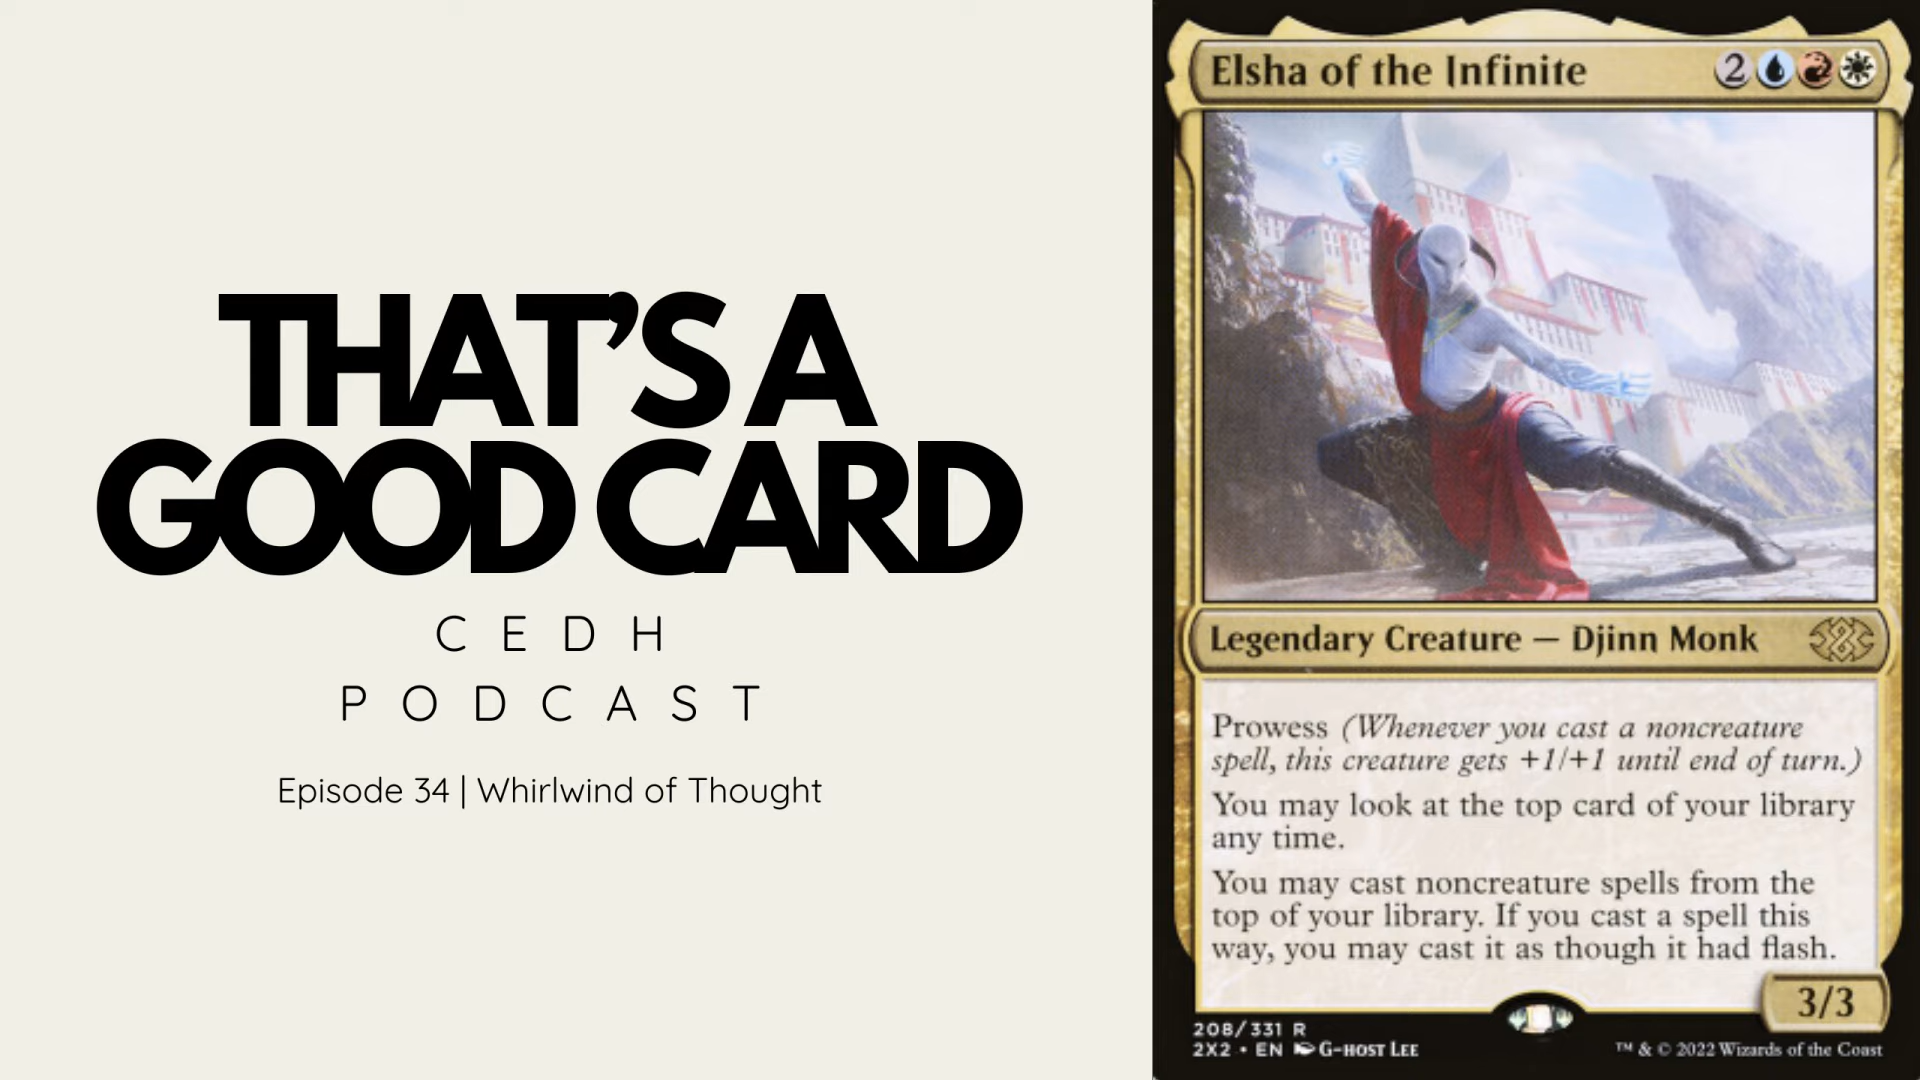 THAT'S A
GOOD CARD
CEDH
PODCAST
Episode 34 | Whirlwind of Thought
Elsha of the Infinite
2
Legendary Creature — Djinn Monk
Prowess (Whenever you cast a noncreature
spell, this creature gets +1/+1 until end of turn.)
You may look at the top card of your library
any time.
You may cast noncreature spells from the
top of your library. If you cast a spell this
way, you may cast it as though it had flash.
3/3
208/331 R
2X2 • EN G-HOST LEE
™ & © 2022 Wizards of the Coast